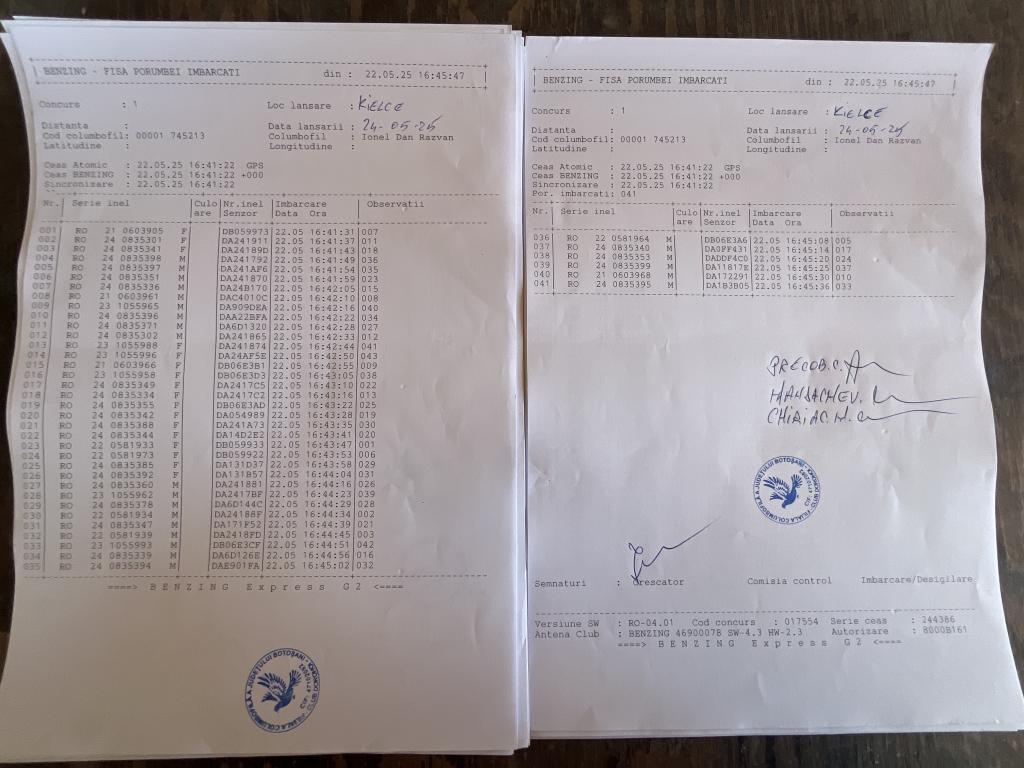 BENZING - FISA PORUMBEI IMBARCATI din : 22.05.25 16:45:47
Concurs : 1 Loc lansare : KIELCE
Distanta Data lansarii : 24-05-25
Cod columbofil: 00001 745213 Columbofil : Ionel Dan Razvan
Latitudine : Longitudine :
Ceas Atomic : 22.05.25 16:41:22 GPS
Ceas BENZING : 22.05.25 16:41:22 +000
Sincronizare : 22.05.25 16:41:22
Nr. Serie inel Culo Nr.inel Imbarcare Observatii
are Senzor Data Ora
001 RO 21 0603905 F DB059973 22.05 16:41:31 007
002 RO 24 0835301 F DA241911 22.05 16:41:37 011
003 RO 24 0835341 F DA24189D 22.05 16:41:43 018
004 RO 24 0835398 M DA241792 22.05 16:41:49 036
005 RO 24 0835397 M DA241AF6 22.05 16:41:54 035
006 RO 24 0835351 M DA241870 22.05 16:41:59 023
007 RO 24 0835336 M DA24B170 22.05 16:42:05 015
008 RO 21 0603961 M DAC4010C 22.05 16:42:10 008
009 RO 23 1055965 M DA909DEA 22.05 16:42:16 040
010 RO 24 0835396 M DAA22BFA 22.05 16:42:22 034
011 RO 24 0835371 M DA6D1320 22.05 16:42:28 027
012 RO 24 0835302 M DA241865 22.05 16:42:33 012
013 RO 23 1055988 F DA241874 22.05 16:42:44 041
014 RO 23 1055996 F DA24AF5E 22.05 16:42:50 043
015 RO 21 0603966 F DB06E3B1 22.05 16:42:55 009
016 RO 23 1055958 F DB06E3D3 22.05 16:43:05 038
017 RO 24 0835349 F DA2417C5 22.05 16:43:10 022
018 RO 24 0835334 F DA2417C2 22.05 16:43:16 013
019 RO 24 0835355 F DB06E3AD 22.05 16:43:22 025
020 RO 24 0835342 F DA054989 22.05 16:43:28 019
021 RO 24 0835388 F DA241A73 22.05 16:43:35 030
022 RO 24 0835344 F DA14D2E2 22.05 16:43:41 020
023 RO 22 0581933 F DB059933 22.05 16:43:47 001
024 RO 22 0581973 F DB059922 22.05 16:43:53 006
025 RO 24 0835385 F DA131D37 22.05 16:43:58 029
026 RO 24 0835392 F DA131B57 22.05 16:44:04 031
027 RO 24 0835360 M DA241881 22.05 16:44:16 026
028 RO 23 1055962 M DA2417BF 22.05 16:44:23 039
029 RO 24 0835378 M DA6D144C 22.05 16:44:29 028
030 RO 22 0581934 M DA24188F 22.05 16:44:34 002
031 RO 24 0835347 M DA171F52 22.05 16:44:39 021
032 RO 22 0581939 M DA2418FD 22.05 16:44:45 003
033 RO 23 1055993 M DB06E3CF 22.05 16:44:51 042
034 RO 24 0835339 M DA6D126E 22.05 16:44:56 016
035 RO 24 0835394 M DAE901FA 22.05 16:45:02 032
====> BENZING Express G2 <====
FILIALA COLUMBOFILA A JUDETULUI BOTOȘANI
BENZING - FISA PORUMBEI IMBARCATI din : 22.05.25 16:45:47
Concurs : 1 Loc lansare : KIELCE
Distanta : Data lansarii : 24-05-25
Cod columbofil: 00001 745213 Columbofil : Ionel Dan Razvan
Latitudine : Longitudine :
Ceas Atomic : 22.05.25 16:41:22 GPS
Ceas BENZING : 22.05.25 16:41:22 +000
Sincronizare : 22.05.25 16:41:22
Por. imbarcati: 041
Nr. Serie inel Culo Nr.inel Imbarcare Observatii
are Senzor Data Ora
036 RO 22 0581964 M DB06E3A6 22.05 16:45:08 005
037 RO 24 0835340 M DA0FF431 22.05 16:45:14 017
038 RO 24 0835353 M DADDF4C0 22.05 16:45:20 024
039 RO 24 0835399 M DA11817E 22.05 16:45:25 037
040 RO 21 0603968 M DA172291 22.05 16:45:30 010
041 RO 24 0835395 M DA1B3B05 22.05 16:45:36 033
CHIRIAC.M.
FILIALA COLUMBOFILA A JUDETULUI BOTOSANI
Semnaturi : Crescator Comisia control Imbarcare/Desigilare
Versiune SW : RO-04.01 Cod concurs : 017554 Serie ceas : 244386
Antena Club : BENZING 46900078 SW-4.3 HW-2.3 Autorizare : 8000B161
====> BENZING Express G2 <====